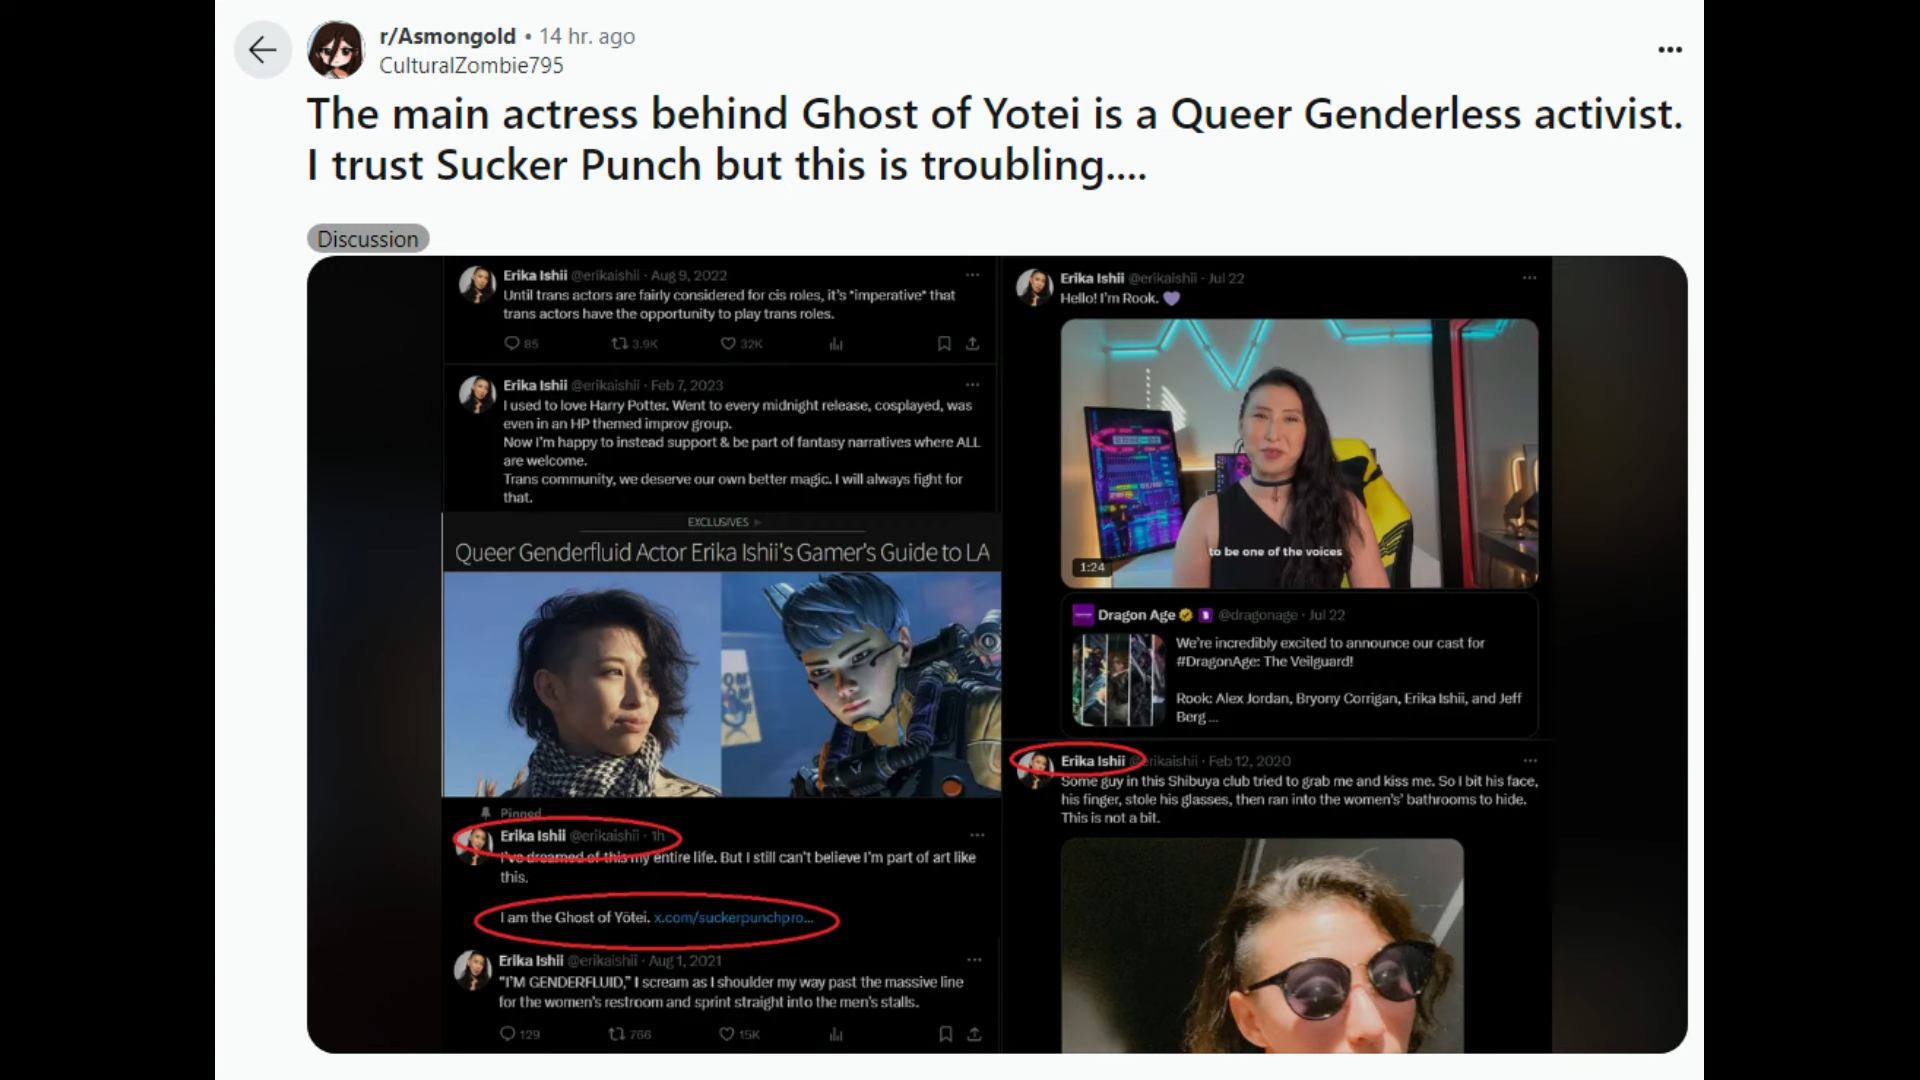 r/Asmongold • 14 hr. ago
CulturalZombie795
The main actress behind Ghost of Yotei is a Queer Genderless activist.
I trust Sucker Punch but this is troubling....
Discussion
Erika Ishii @erikaishii · Aug 9, 2022
Until trans actors are fairly considered for cis roles, it's *imperative* that
trans actors have the opportunity to play trans roles.
85 3.9K 32K
Erika Ishii @erikaishii · Feb 7, 2023
I used to love Harry Potter. Went to every midnight release, cosplayed, was
even in an HP themed improv group.
Now I'm happy to instead support & be part of fantasy narratives where ALL
are welcome.
Trans community, we deserve our own better magic. I will always fight for
that.
EXCLUSIVES
Queer Genderfluid Actor Erika Ishii's Gamer's Guide to LA
Pinned
Erika Ishii @erikaishii · 1h
I've dreamed of this my entire life. But I still can't believe I'm part of art like
this.
I am the Ghost of Yōtei. x.com/suckerpunchpro...
Erika Ishii @erikaishii · Aug 1, 2021
"I'M GENDERFLUID," I scream as I shoulder my way past the massive line
for the women's restroom and sprint straight into the men's stalls.
129 766 15K
Erika Ishii @erikaishii · Jul 22
Hello! I'm Rook. 💜
to be one of the voices
1:24
Dragon Age @dragonage · Jul 22
We're incredibly excited to announce our cast for
#DragonAge: The Veilguard!
Rook: Alex Jordan, Bryony Corrigan, Erika Ishii, and Jeff
Berg ...
Erika Ishii @erikaishii · Feb 12, 2020
Some guy in this Shibuya club tried to grab me and kiss me. So I bit his face,
his finger, stole his glasses, then ran into the women's' bathrooms to hide.
This is not a bit.